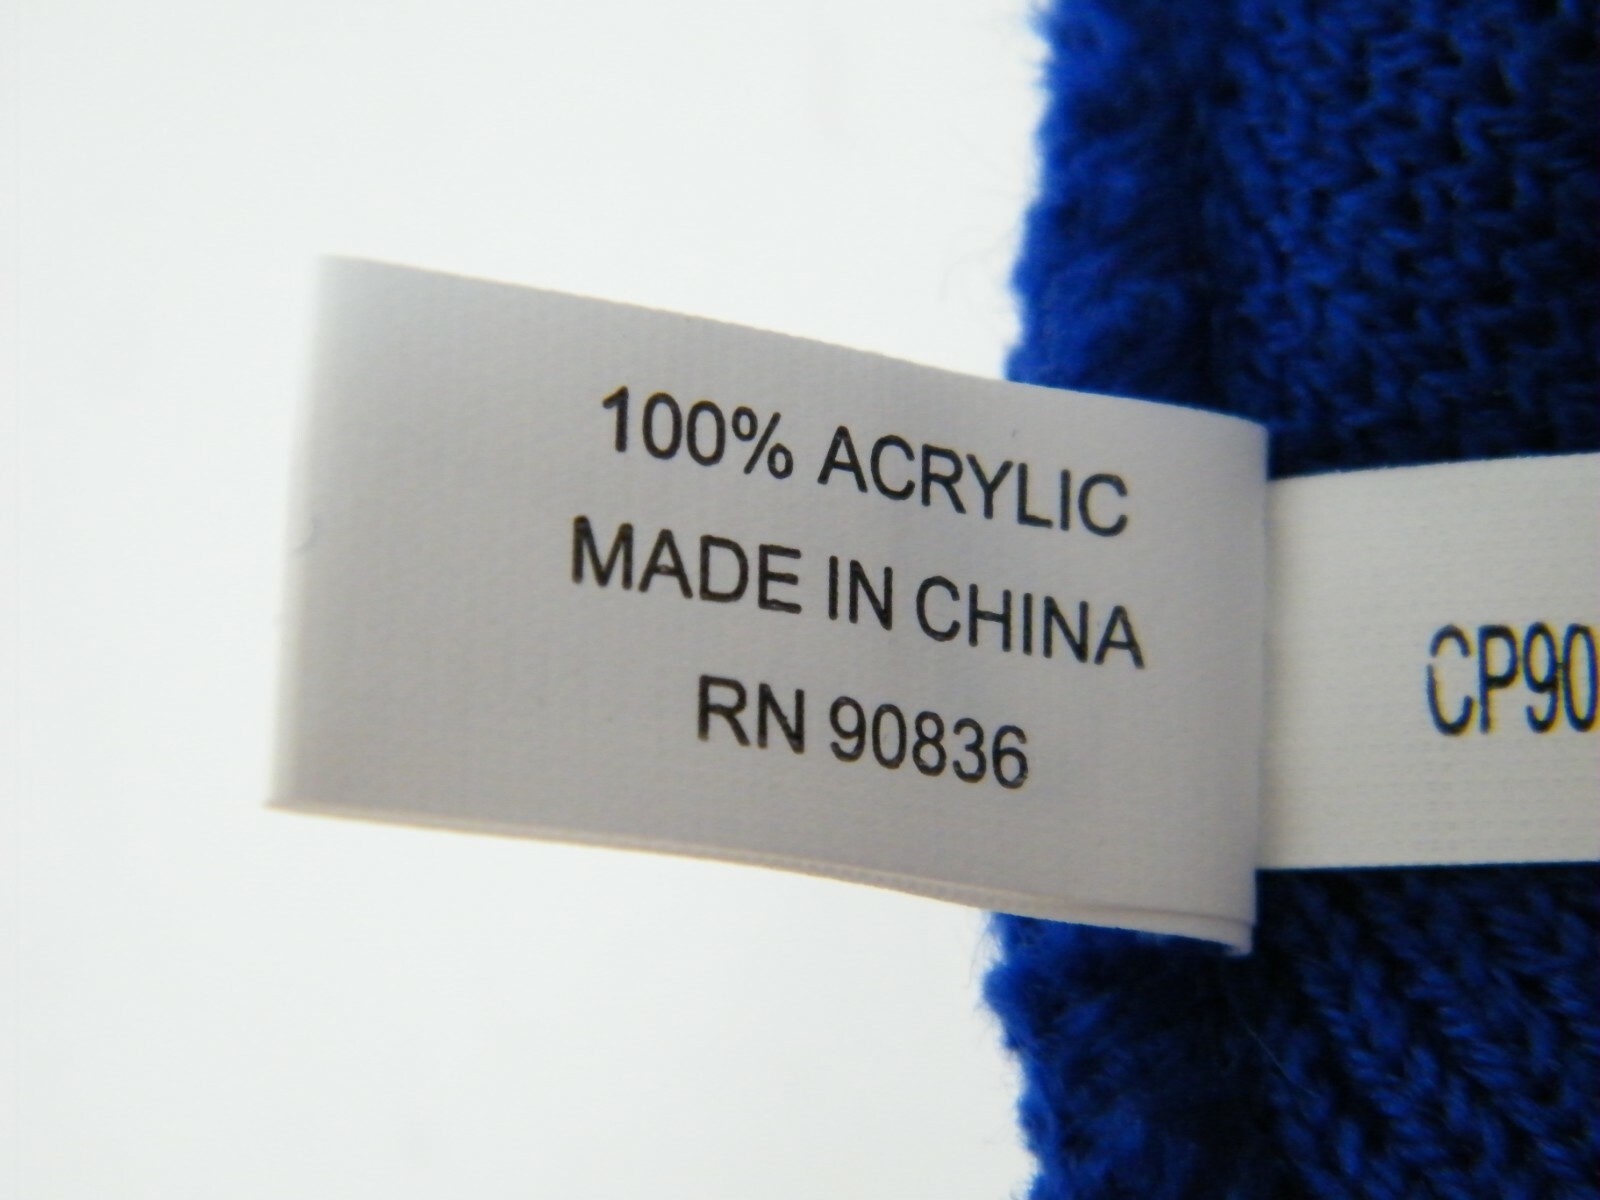 100% ACRYLIC
MADE IN CHINA
RN 90836
CP90